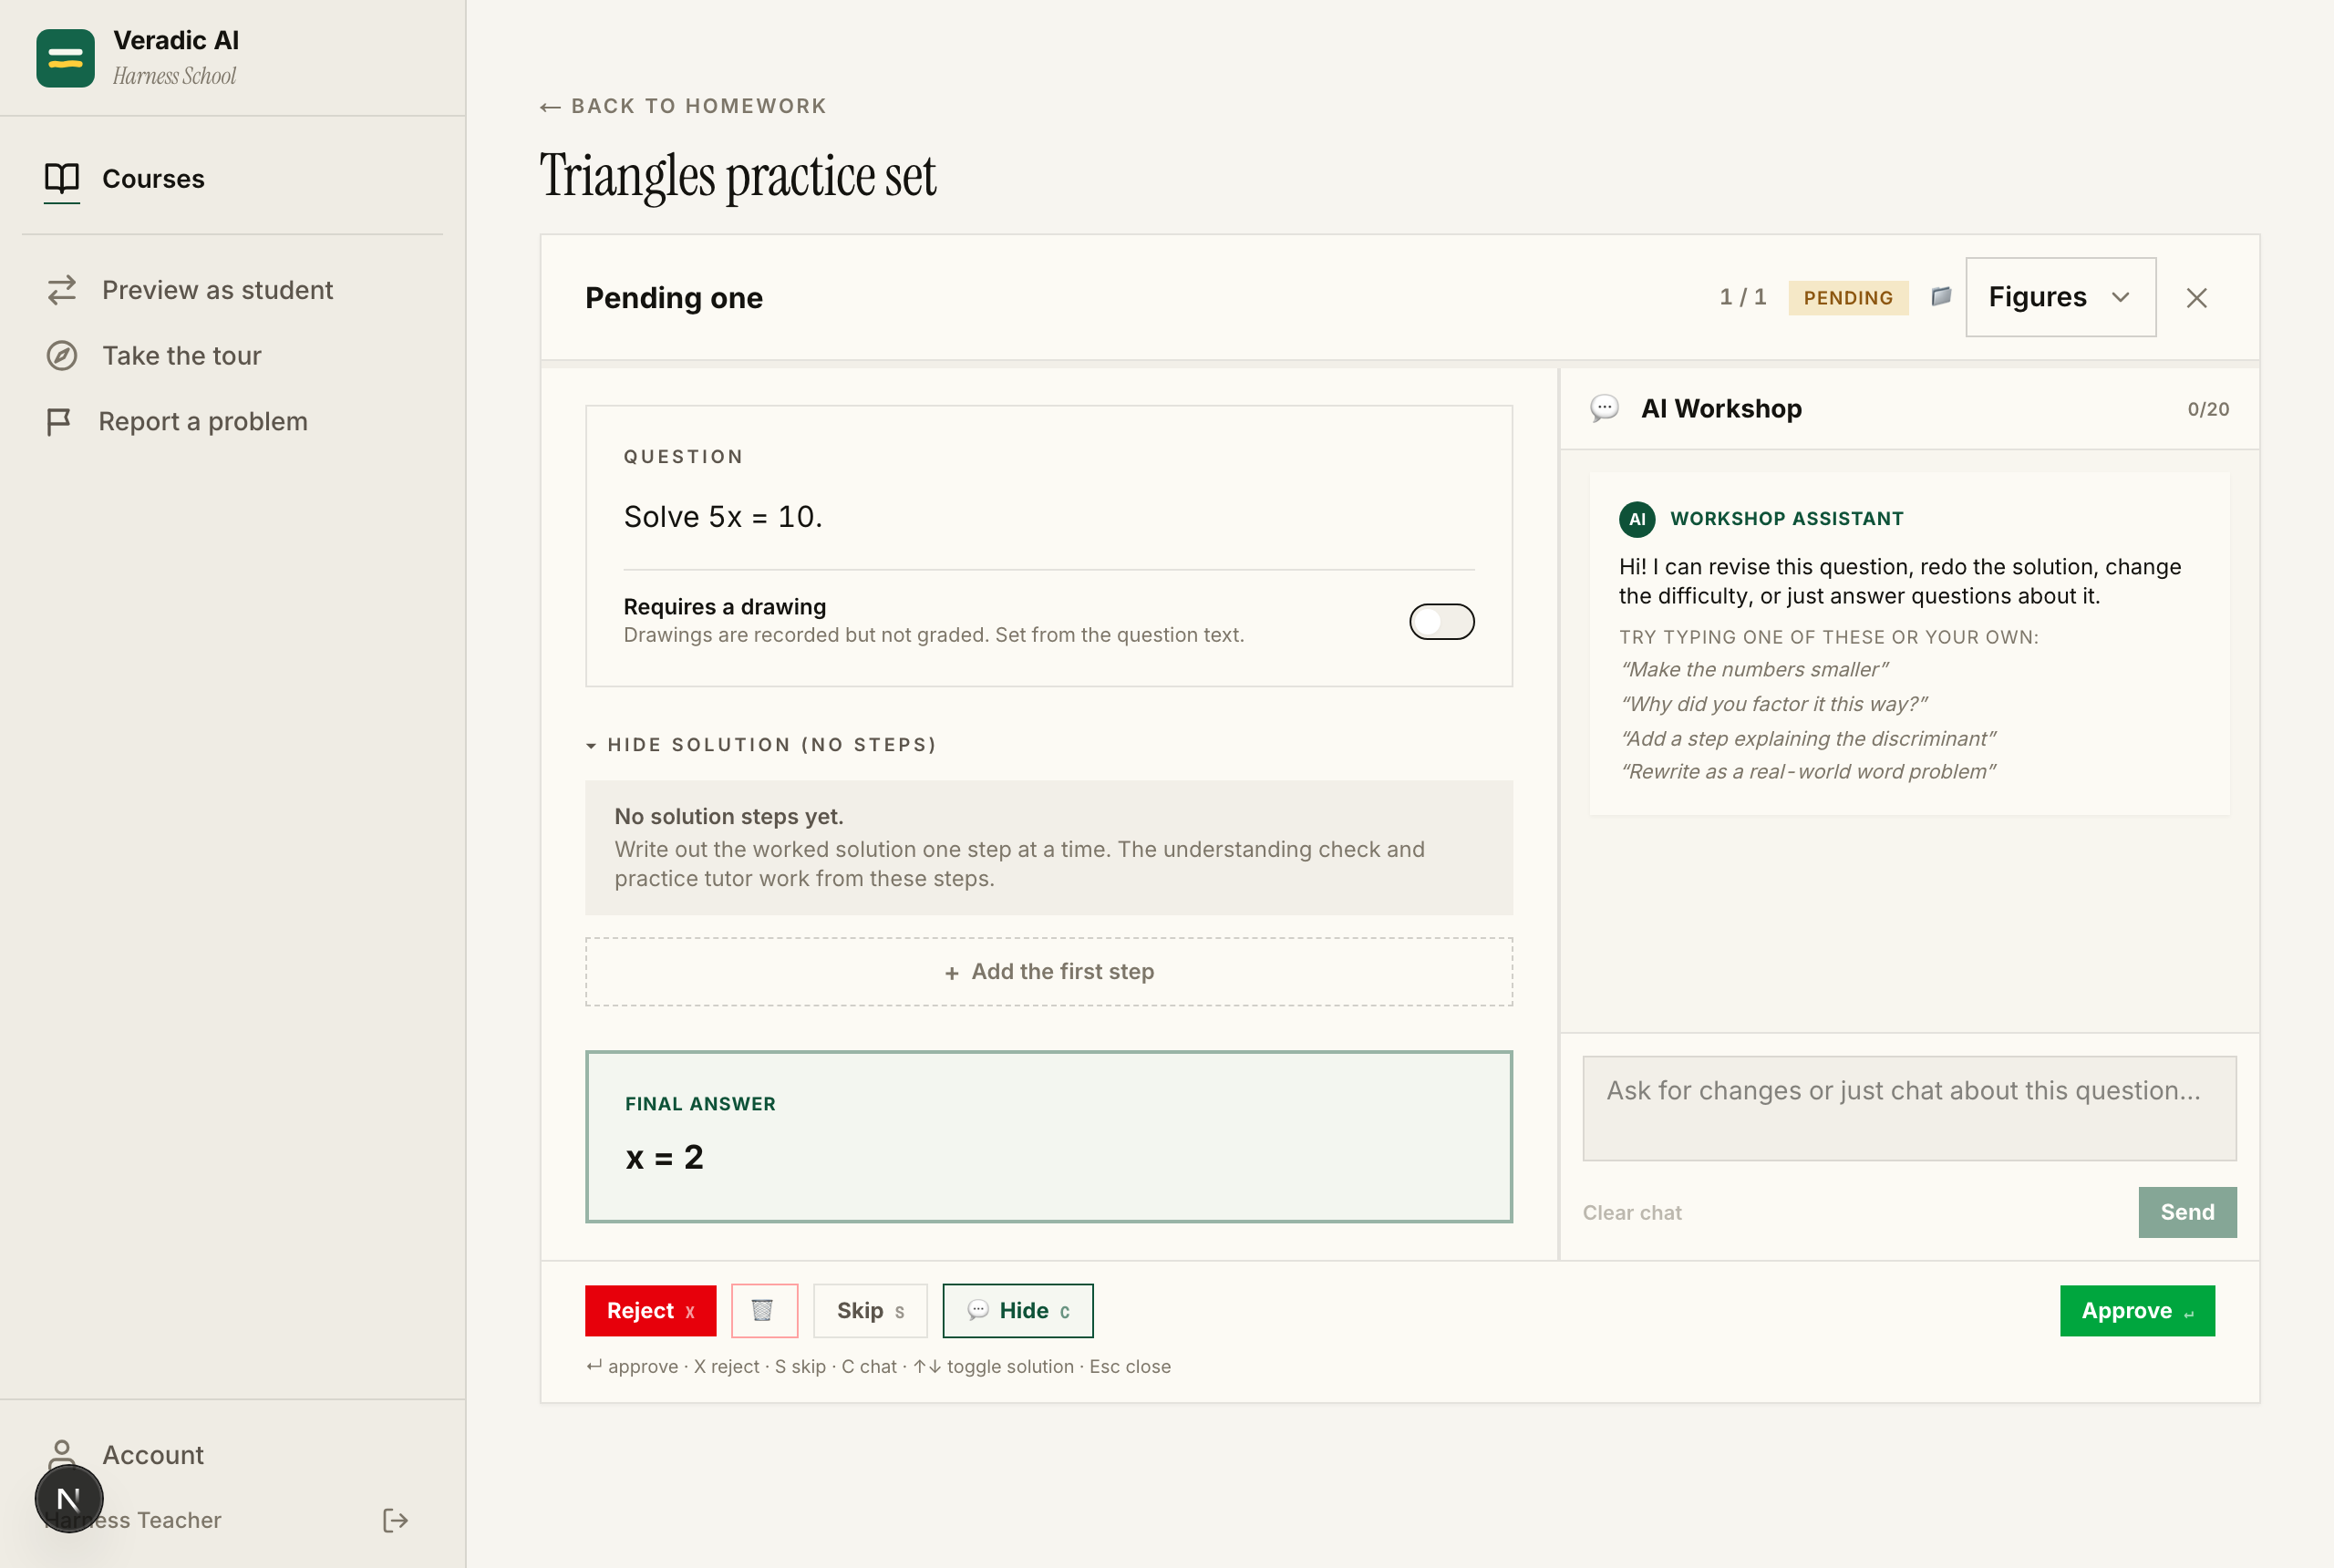 Veradic AI
Harness School
Courses
Preview as student
Take the tour
Report a problem
Account
N
Harness Teacher
← BACK TO HOMEWORK
Triangles practice set
Pending one
1 / 1
PENDING
Figures
QUESTION
Solve 5x = 10.
Requires a drawing
Drawings are recorded but not graded. Set from the question text.
HIDE SOLUTION (NO STEPS)
No solution steps yet.
Write out the worked solution one step at a time. The understanding check and
practice tutor work from these steps.
+ Add the first step
FINAL ANSWER
x = 2
AI Workshop
0/20
AI WORKSHOP ASSISTANT
Hi! I can revise this question, redo the solution, change
the difficulty, or just answer questions about it.
TRY TYPING ONE OF THESE OR YOUR OWN:
“Make the numbers smaller”
“Why did you factor it this way?”
“Add a step explaining the discriminant”
“Rewrite as a real-world word problem”
Ask for changes or just chat about this question...
Clear chat
Send
Reject X
Skip S
Hide C
Approve ↵
↵ approve · X reject · S skip · C chat · ↑↓ toggle solution · Esc close